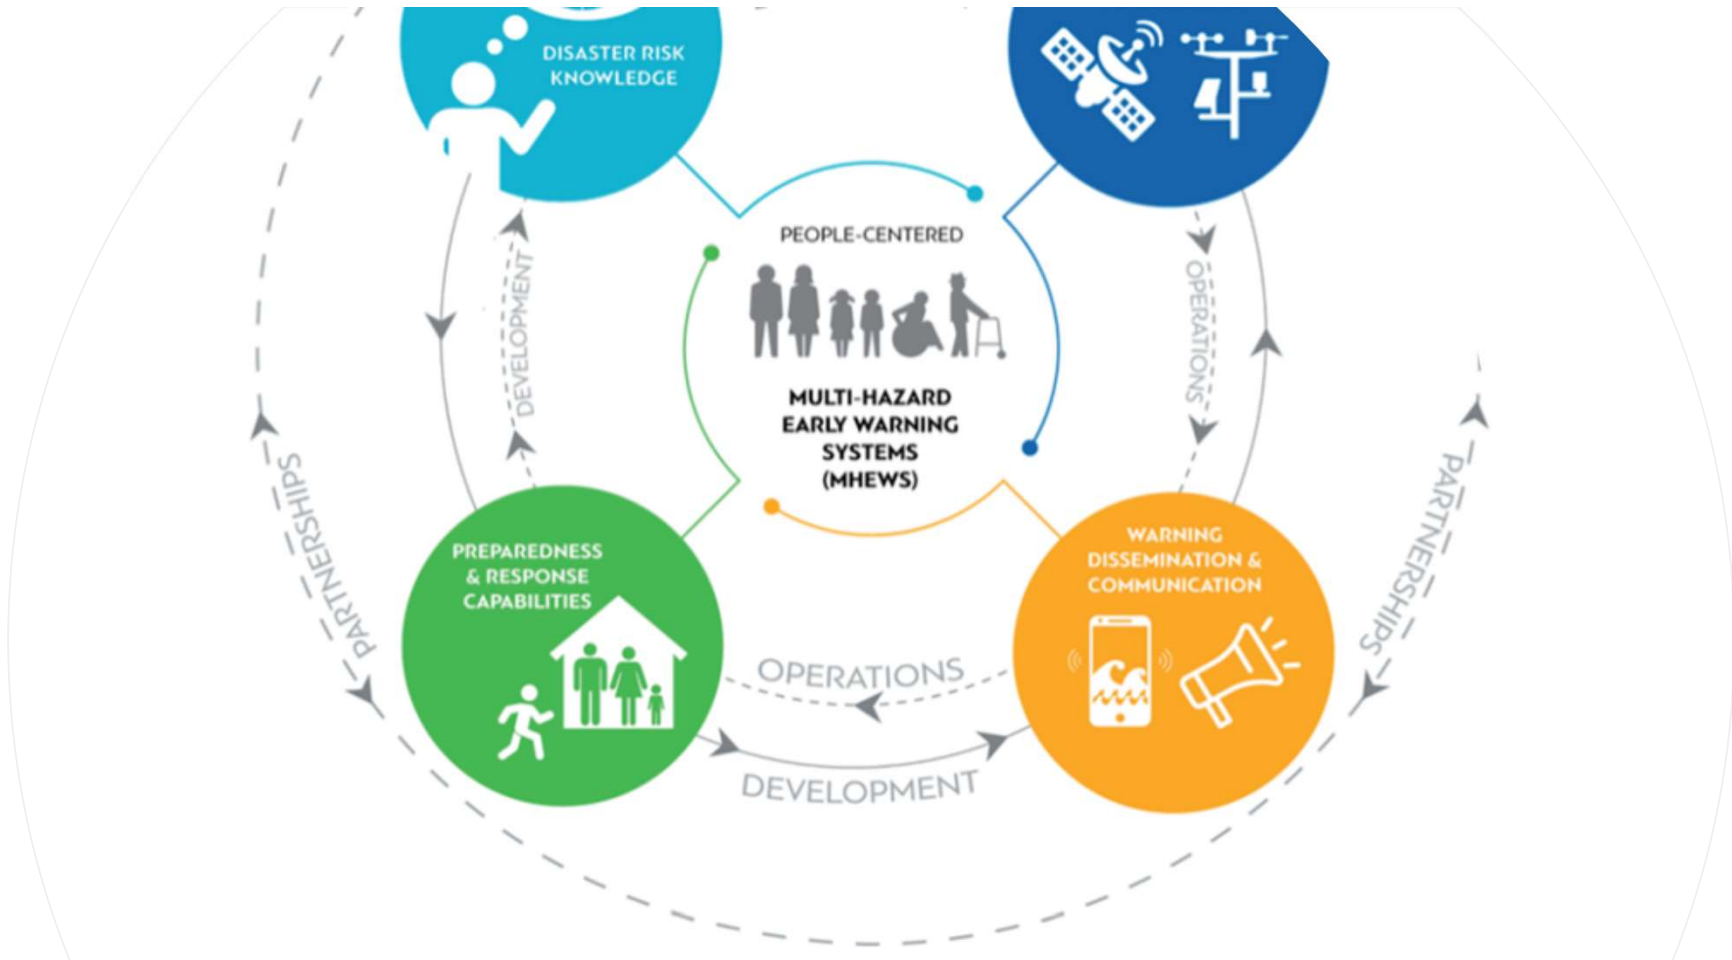 DISASTER RISK
KNOWLEDGE
PEOPLE-CENTERED
MULTI-HAZARD
EARLY WARNING
SYSTEMS
(MHEWS)
DEVELOPMENT
OPERATIONS
PARTNERSHIPS
PARTNERSHIPS
PREPAREDNESS
& RESPONSE
CAPABILITIES
WARNING
DISSEMINATION &
COMMUNICATION
OPERATIONS
DEVELOPMENT